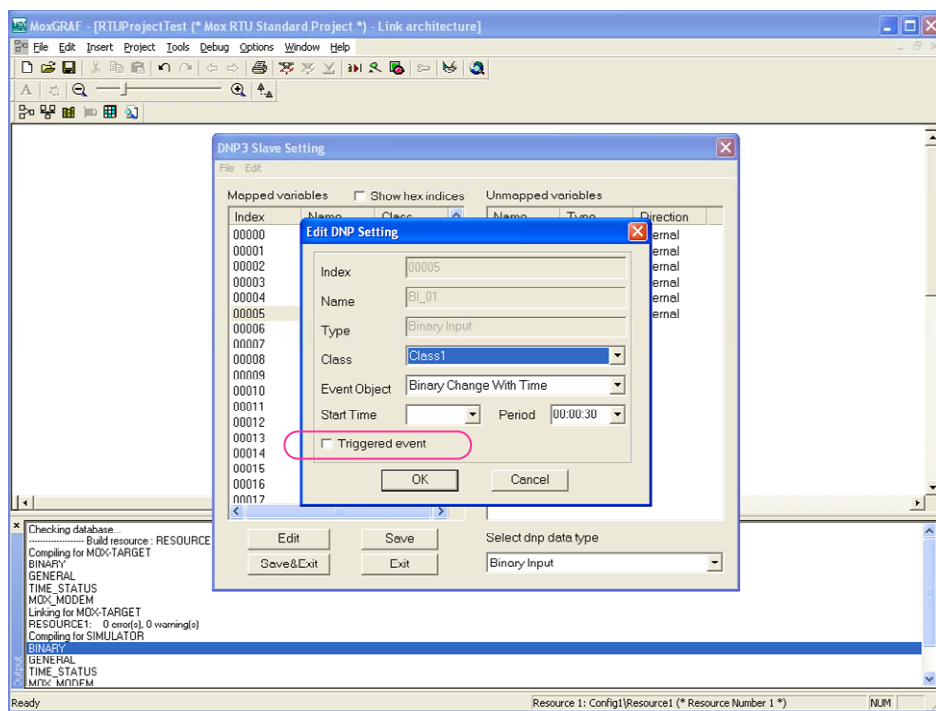 MoxGRAF - [RTUProjectTest (* Mox RTU Standard Project *) - Link architecture]
File Edit Insert Project Tools Debug Options Window Help
DNP3 Slave Setting
File Edit
Mapped variables Show hex indices Unmapped variables
Index Name Class Name Type Direction
00000
00001
00002
00003
00004
00005
00006
00007
00008
00009
00010
00011
00012
00013
00014
00015
00016
00017
ernal
ernal
ernal
ernal
ernal
ernal
Edit DNP Setting
Index 00005
Name BI_01
Type Binary Input
Class Class1
Event Object Binary Change With Time
Start Time Period 00:00:30
Triggered event
OK Cancel
Edit Save Select dnp data type
Save&Exit Exit Binary Input
Output
Checking database...
-------------------- Build resource : RESOURCE
Compiling for MOX-TARGET
BINARY
GENERAL
TIME_STATUS
MOX_MODEM
Linking for MOX-TARGET
RESOURCE1: 0 error(s), 0 warning(s)
Compiling for SIMULATOR
BINARY
GENERAL
TIME_STATUS
MOX_MODEM
Ready Resource 1: Config1\Resource1 (* Resource Number 1 *) NUM